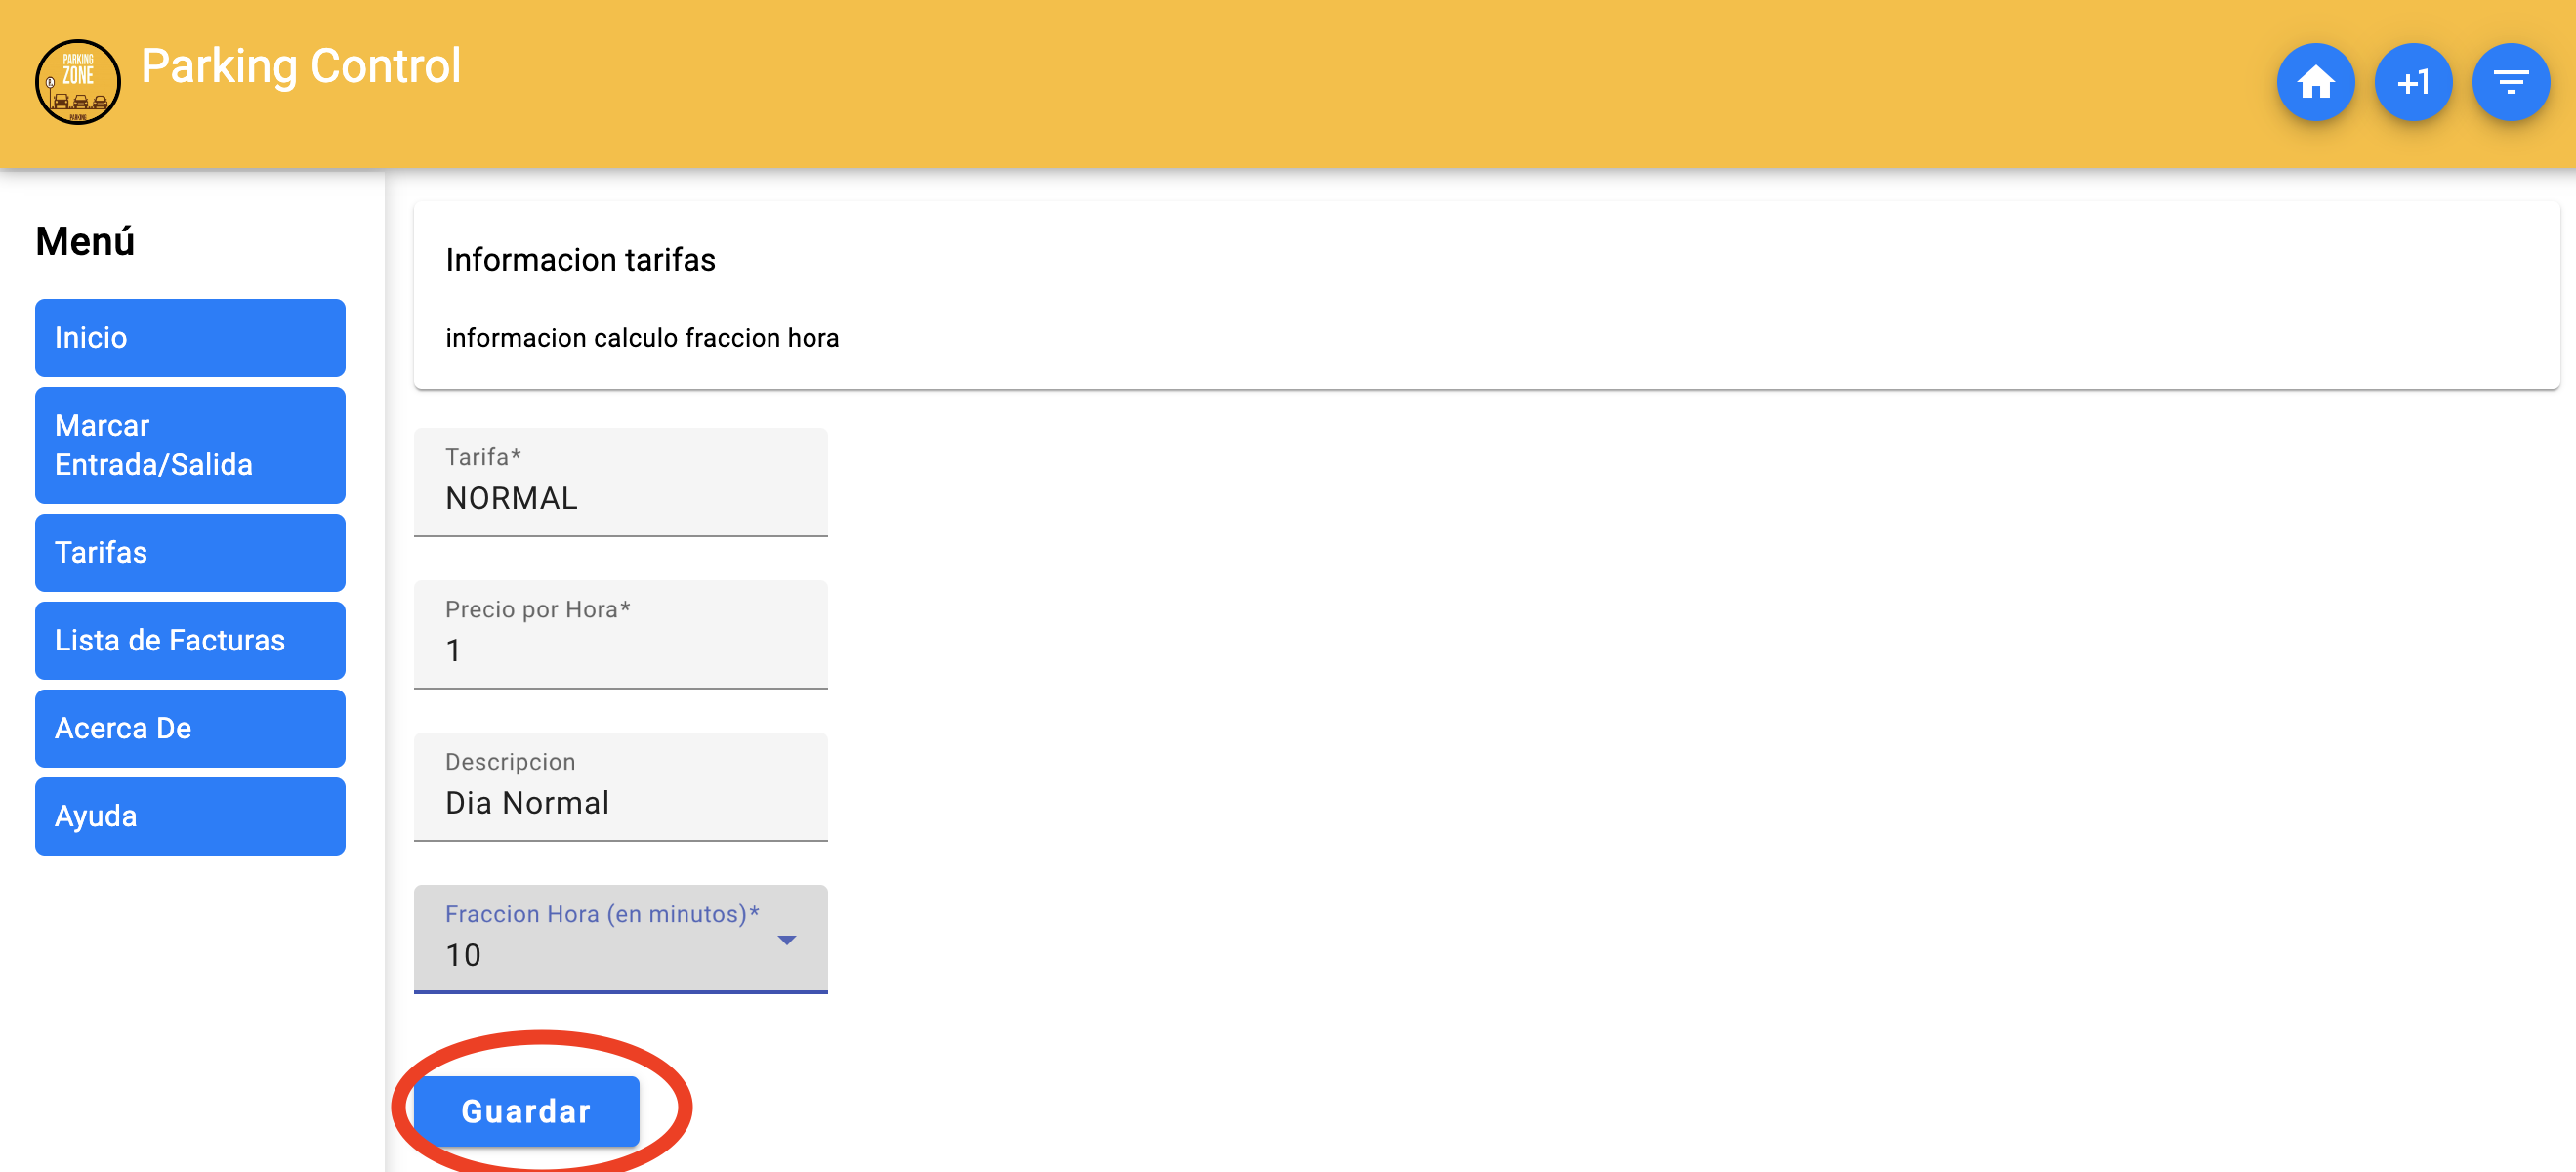 PARKING
ZONE
PARKING
Parking Control
+1
Menú
Inicio
Marcar
Entrada/Salida
Tarifas
Lista de Facturas
Acerca De
Ayuda
Informacion tarifas
informacion calculo fraccion hora
Tarifa*
NORMAL
Precio por Hora*
1
Descripcion
Dia Normal
Fraccion Hora (en minutos)*
10
Guardar